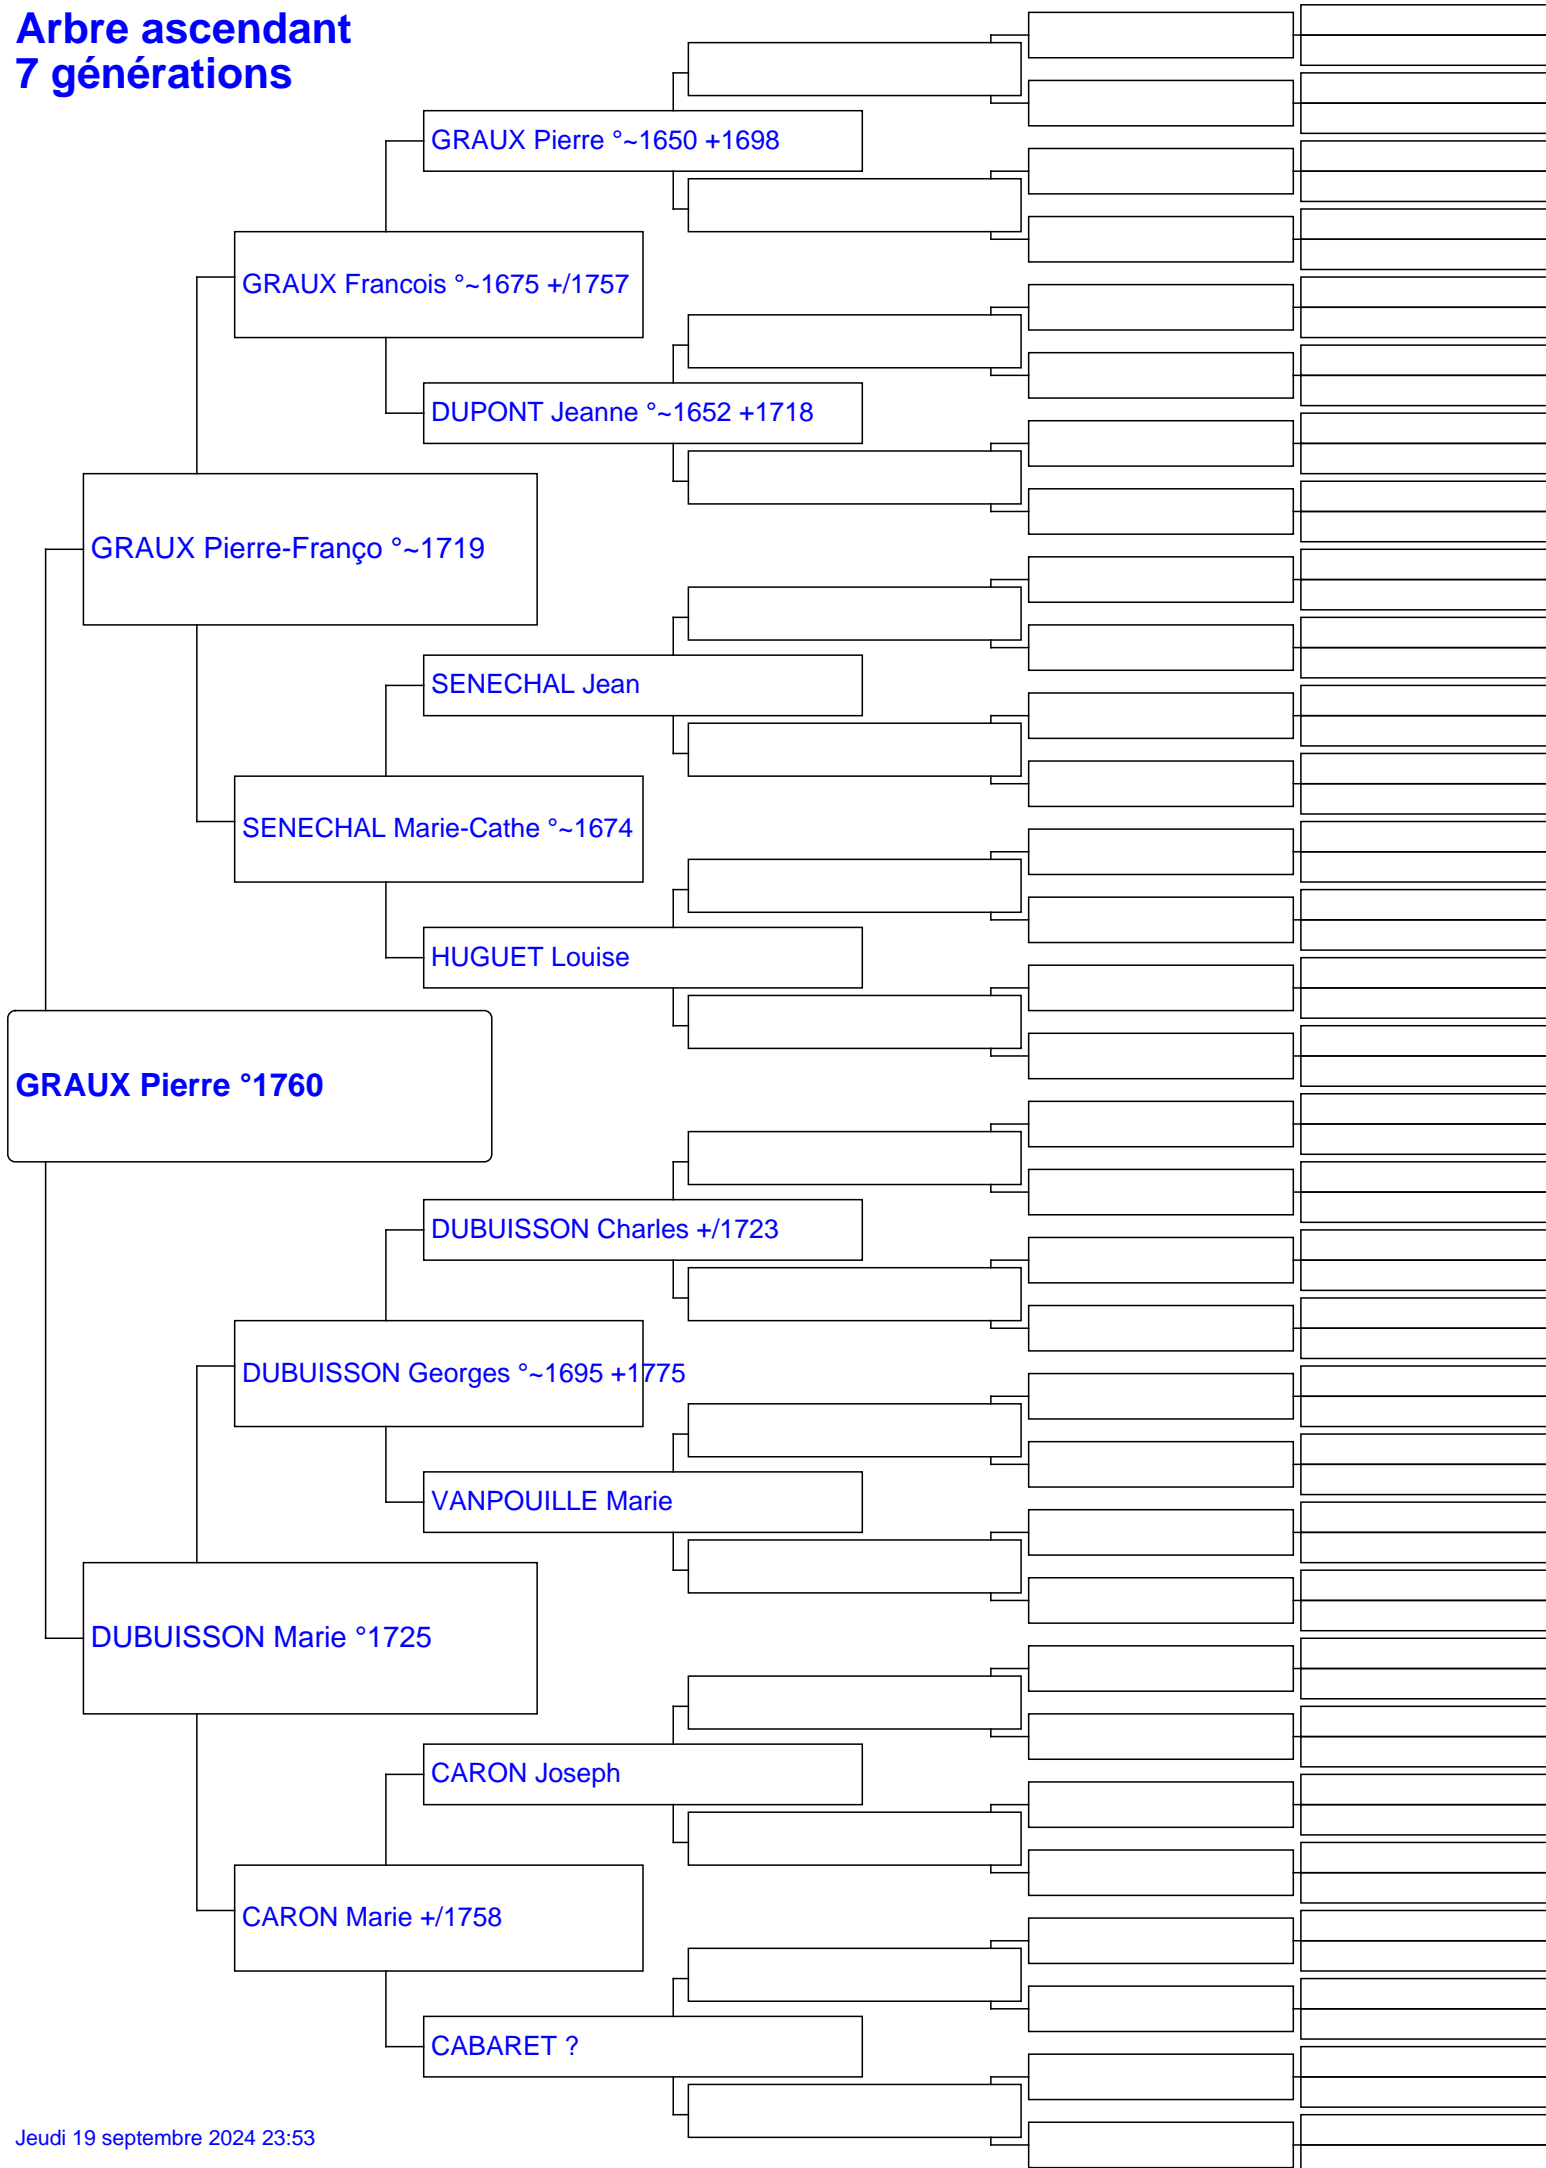 Arbre ascendant
7 générations
GRAUX Pierre °~1650 +1698
GRAUX Francois °~1675 +/1757
DUPONT Jeanne °~1652 +1718
GRAUX Pierre-Franço °~1719
SENECHAL Jean
SENECHAL Marie-Cathe °~1674
HUGUET Louise
GRAUX Pierre °1760
DUBUISSON Charles +/1723
DUBUISSON Georges °~1695 +1775
VANPOUILLE Marie
DUBUISSON Marie °1725
CARON Joseph
CARON Marie +/1758
CABARET ?
Jeudi 19 septembre 2024 23:53